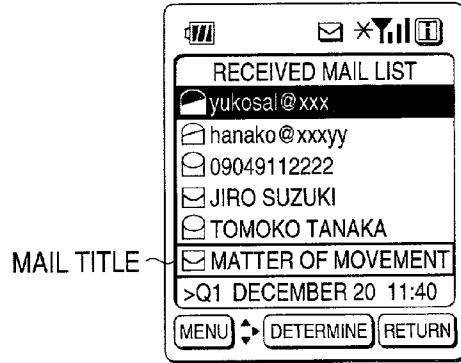 RECEIVED MAIL LIST
yukosal@xxx
hanako@xxxyy
09049112222
JIRO SUZUKI
TOMOKO TANAKA
MAIL TITLE
MATTER OF MOVEMENT
>Q1 DECEMBER 20 11:40
MENU DETERMINE RETURN